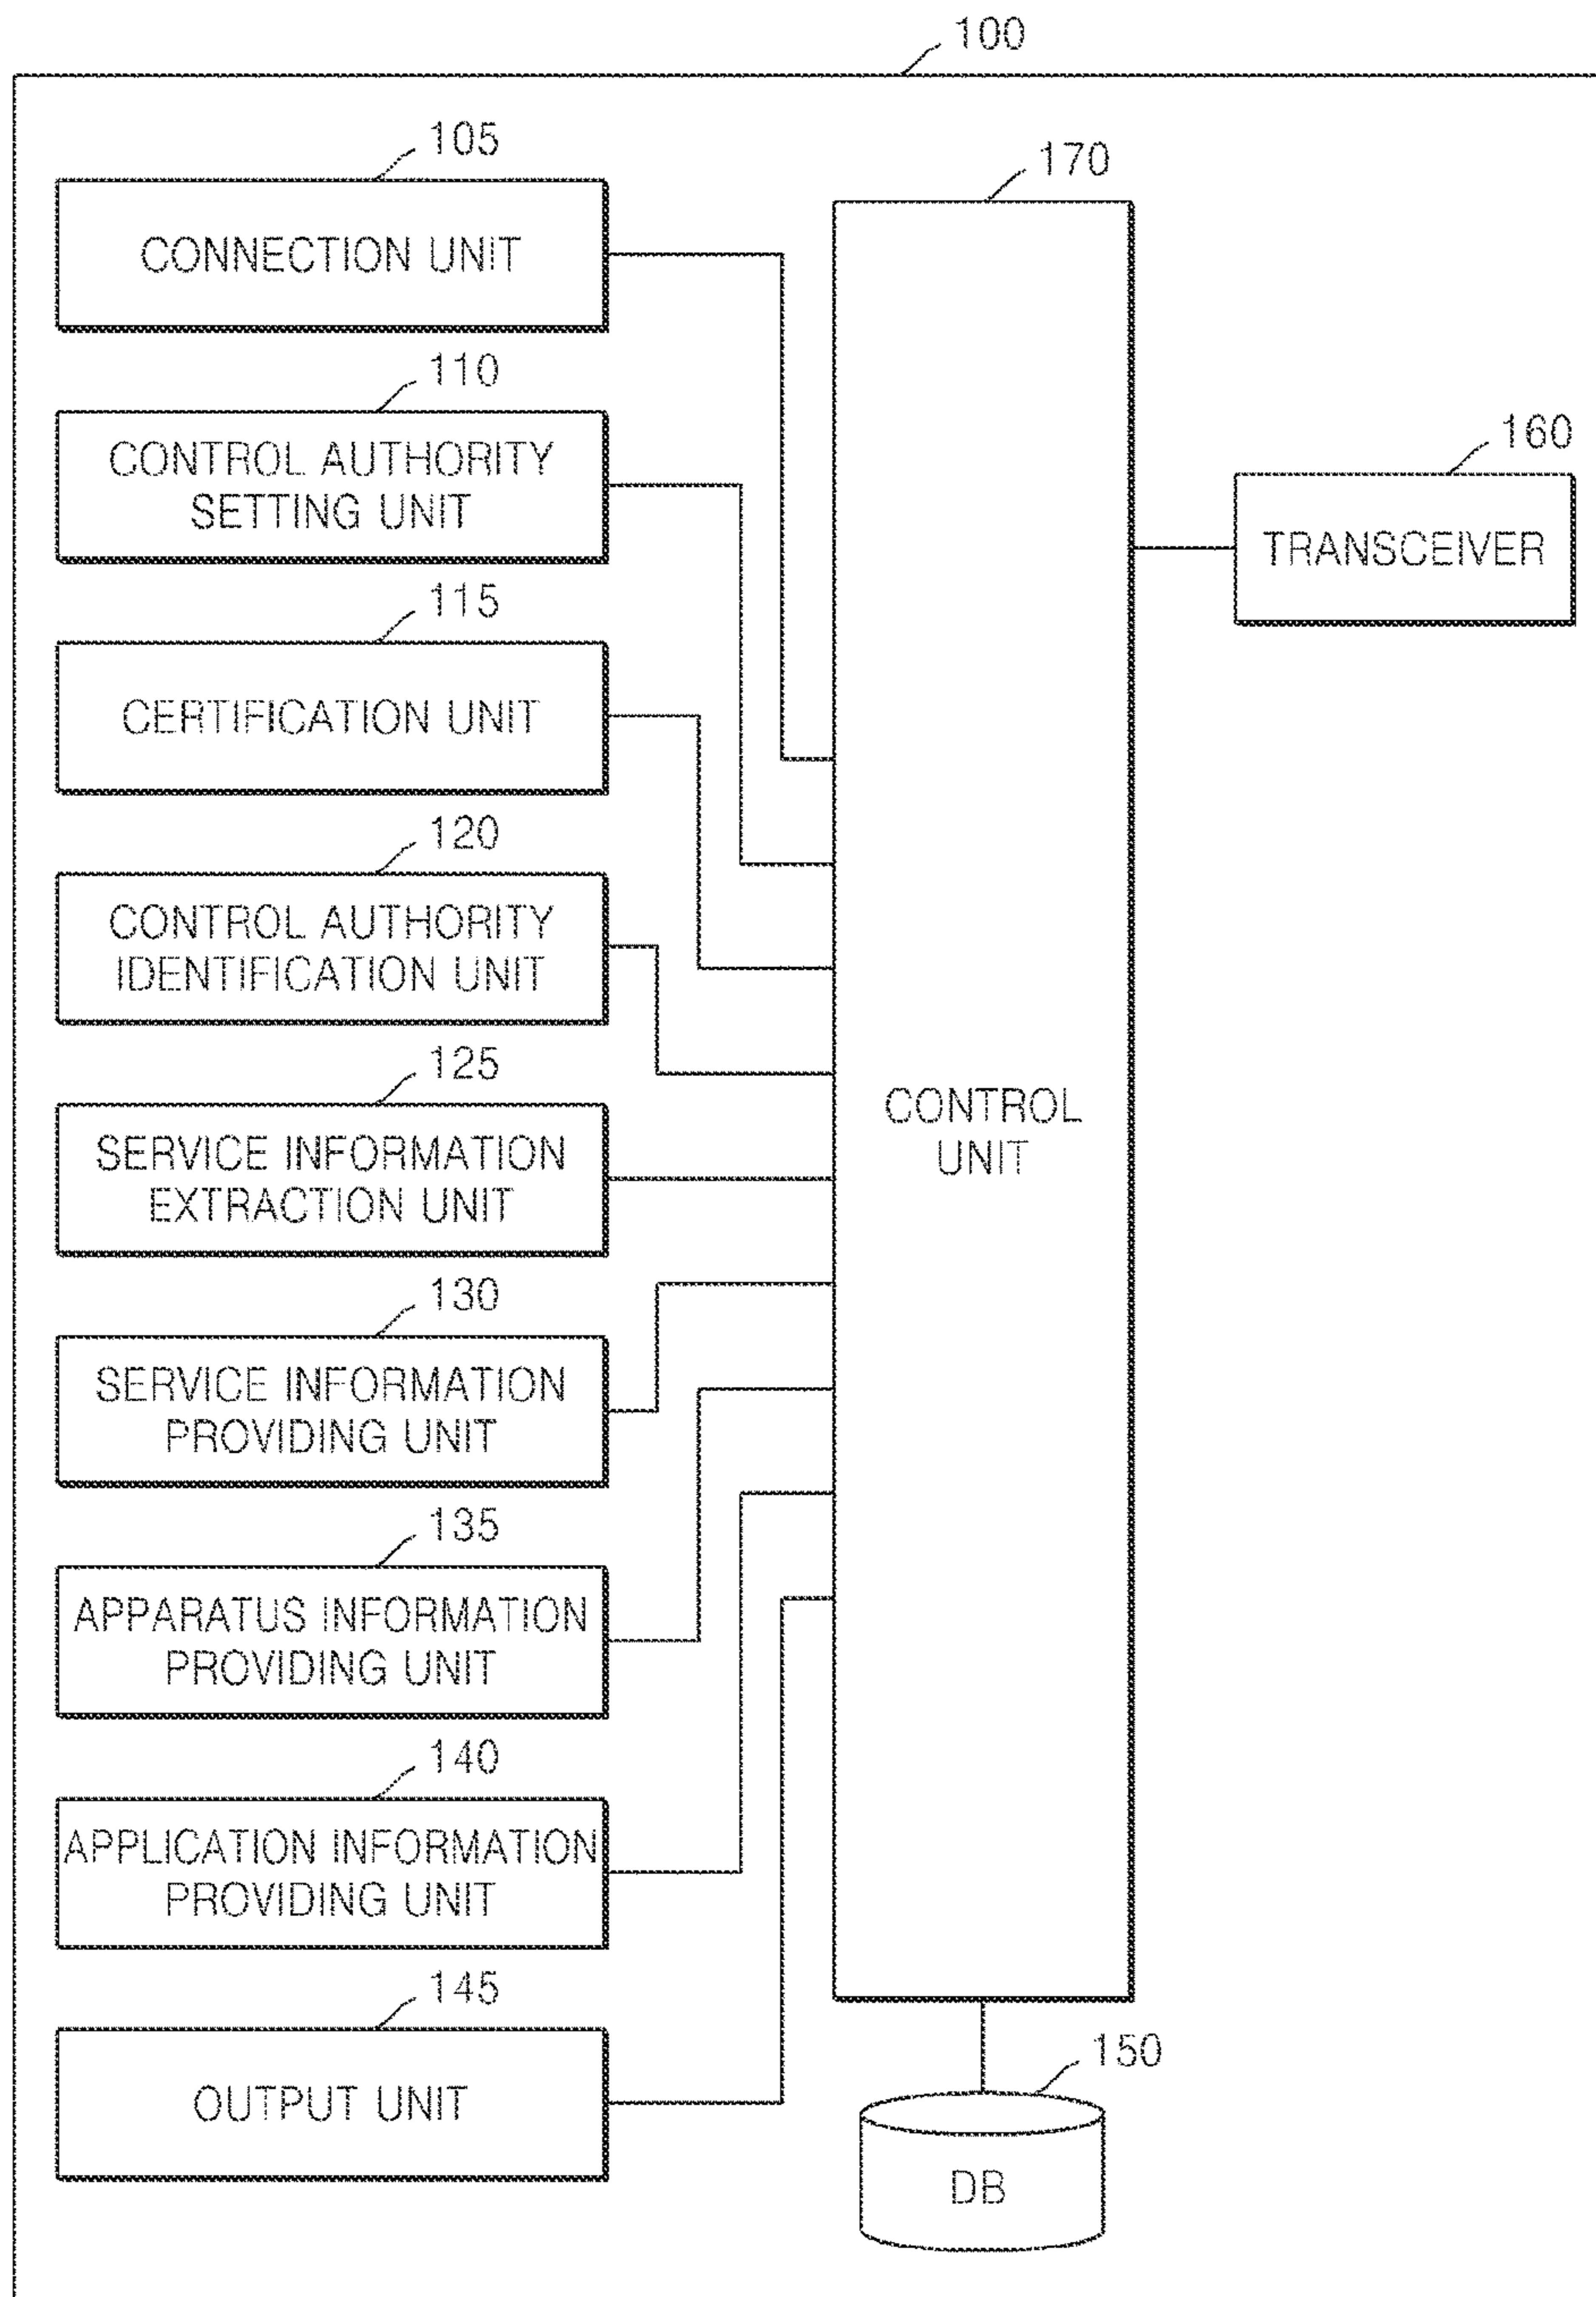 100
105
CONNECTION UNIT
110
CONTROL AUTHORITY
SETTING UNIT
115
CERTIFICATION UNIT
120
CONTROL AUTHORITY
IDENTIFICATION UNIT
125
SERVICE INFORMATION
EXTRACTION UNIT
130
SERVICE INFORMATION
PROVIDING UNIT
135
APPARATUS INFORMATION
PROVIDING UNIT
140
APPLICATION INFORMATION
PROVIDING UNIT
145
OUTPUT UNIT
170
CONTROL
UNIT
160
TRANSCEIVER
150
DB